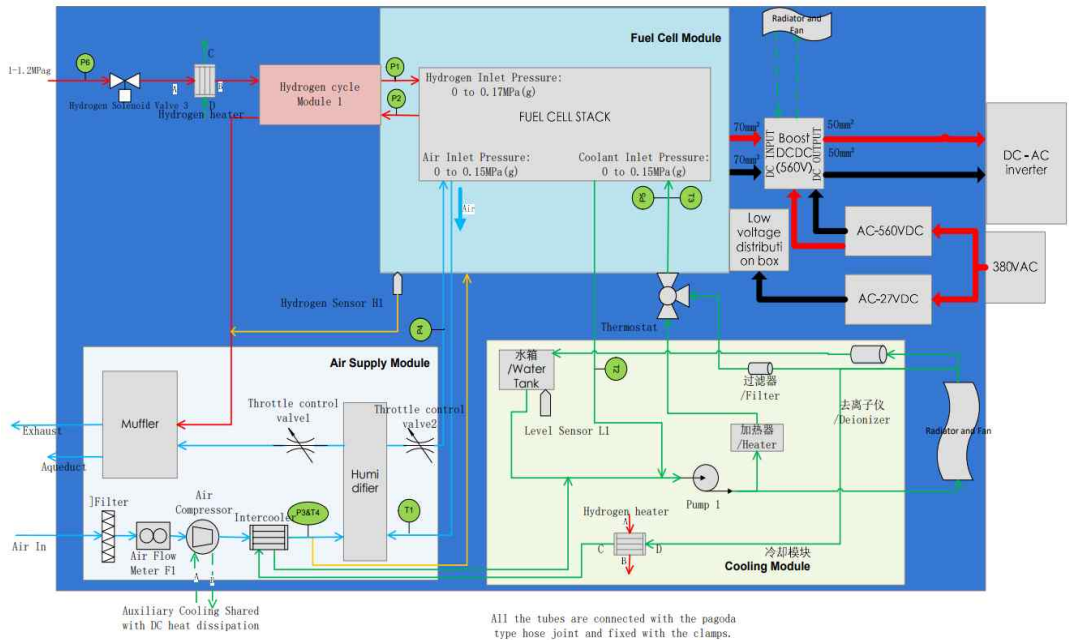 Fuel Cell Module
Radiator and
Fan
P6
C
1-1.2MPag
A
B
D
Hydrogen Solenoid Valve 3
Hydrogen heater
Hydrogen cycle
Module 1
P1
P2
Hydrogen Inlet Pressure:
0 to 0.17MPa(g)
FUEL CELL STACK
Air Inlet Pressure:
0 to 0.15MPa(g)
Coolant Inlet Pressure:
0 to 0.15MPa(g)
Air
P5
T3
70mm²
70mm²
DC INPUT
Boost
DCDC
(560V)
DC OUTPUT
50mm²
50mm²
DC-AC
inverter
Low
voltage
distributi
on box
AC-560VDC
AC-27VDC
380VAC
Hydrogen Sensor H1
P4
Thermostat
Air Supply Module
Muffler
Exhaust
Aqueduct
Throttle control
valve1
Throttle control
valve2
Humi
difier
]Filter
Air
Compressor
Intercooler
P3&T4
T1
Air In
Air Flow
Meter F1
A
B
Auxiliary Cooling Shared
with DC heat dissipation
水箱
/Water
Tank
T2
Level Sensor L1
过滤器
/Filter
去离子仪
/Deionizer
加热器
/Heater
Radiator and Fan
Pump 1
Hydrogen heater
A
C
D
B
冷却模块
Cooling Module
All the tubes are connected with the pagoda
type hose joint and fixed with the clamps.